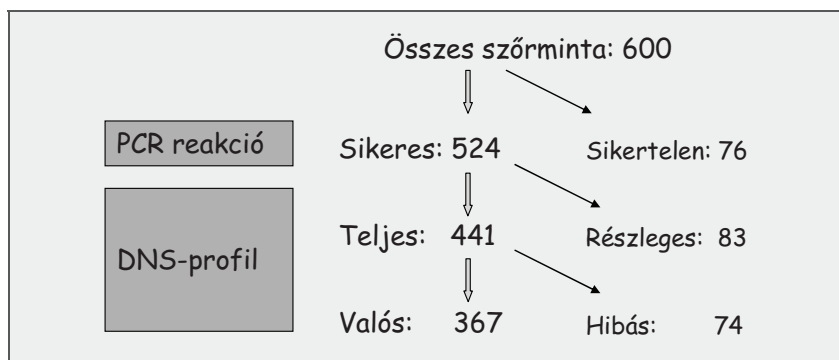 Összes szőrminta: 600
PCR reakció
Sikeres: 524
Sikertelen: 76
DNS-profil
Teljes: 441
Részleges: 83
Valós: 367
Hibás: 74